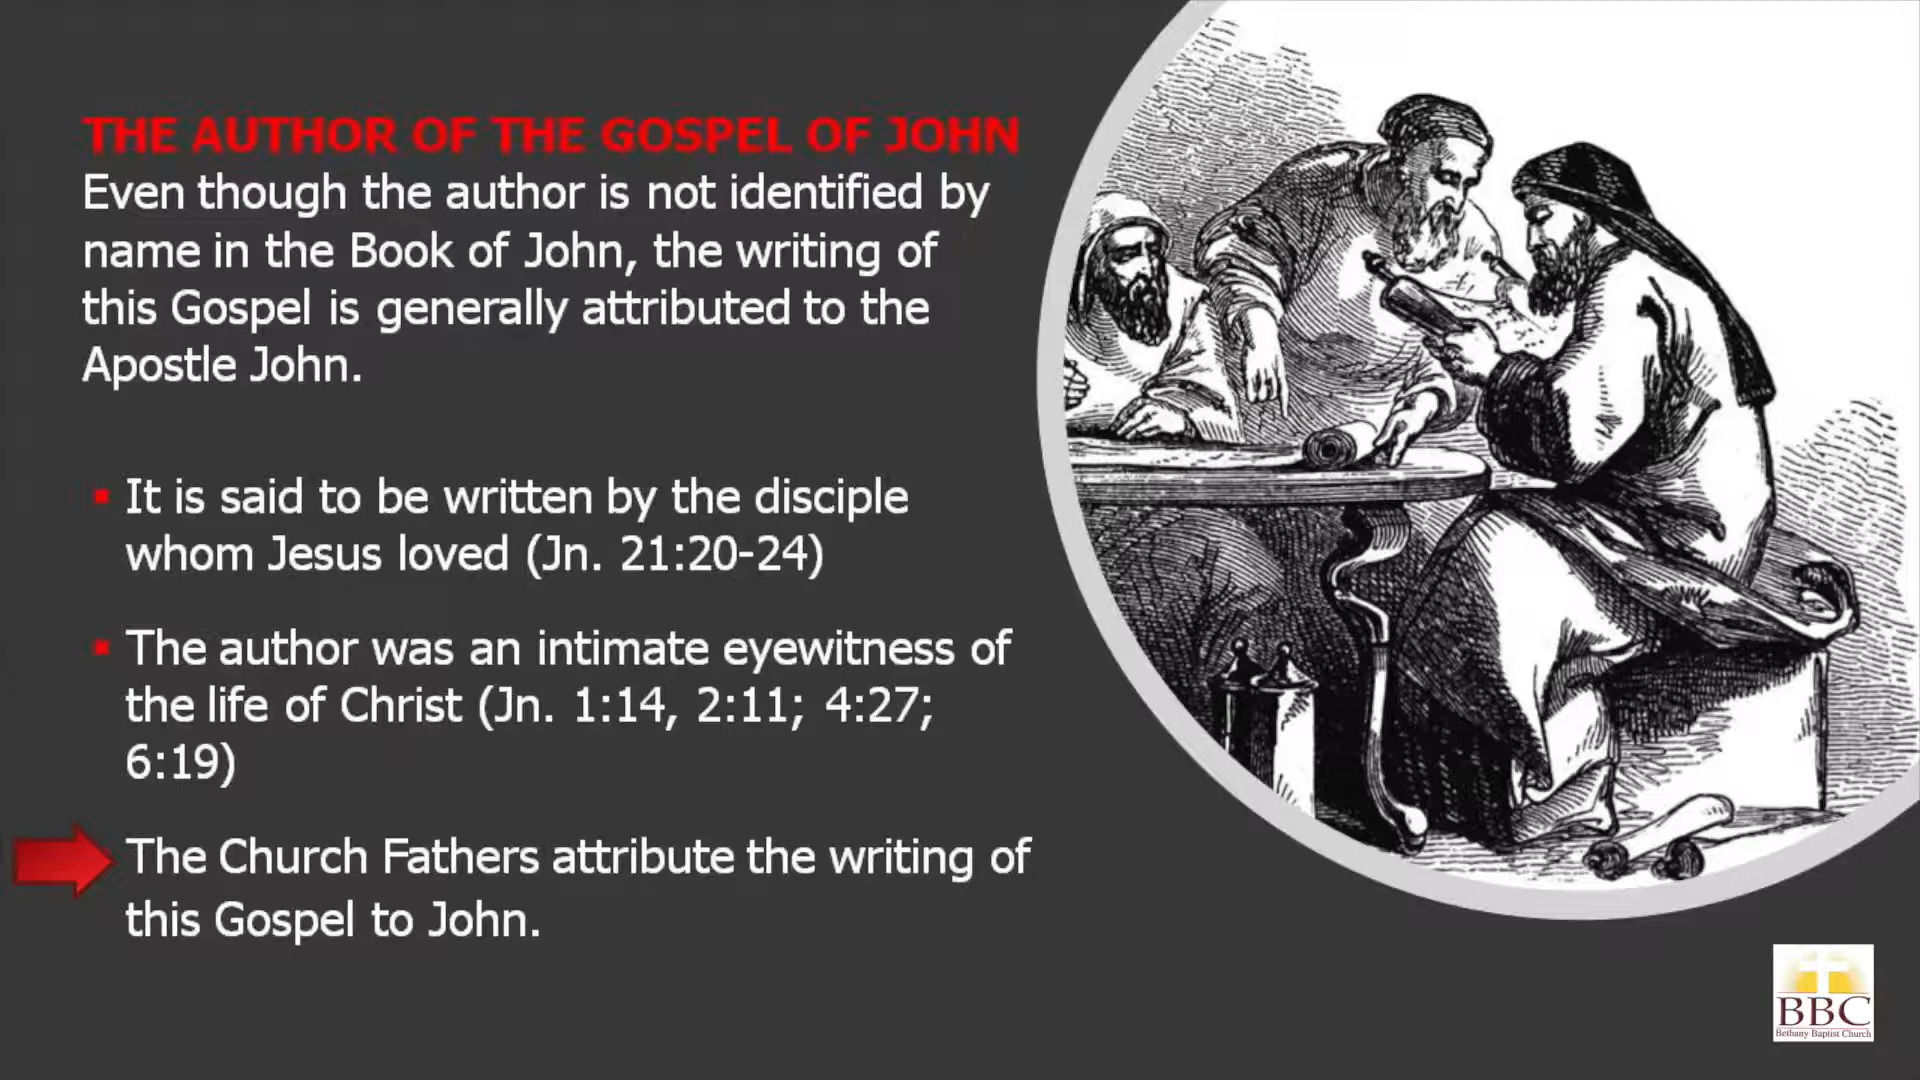 THE AUTHOR OF THE GOSPEL OF JOHN
Even though the author is not identified by
name in the Book of John, the writing of
this Gospel is generally attributed to the
Apostle John.
It is said to be written by the disciple
whom Jesus loved (Jn. 21:20-24)
The author was an intimate eyewitness of
the life of Christ (Jn. 1:14, 2:11; 4:27;
6:19)
The Church Fathers attribute the writing of
this Gospel to John.
BBC
Bethany Baptist Church